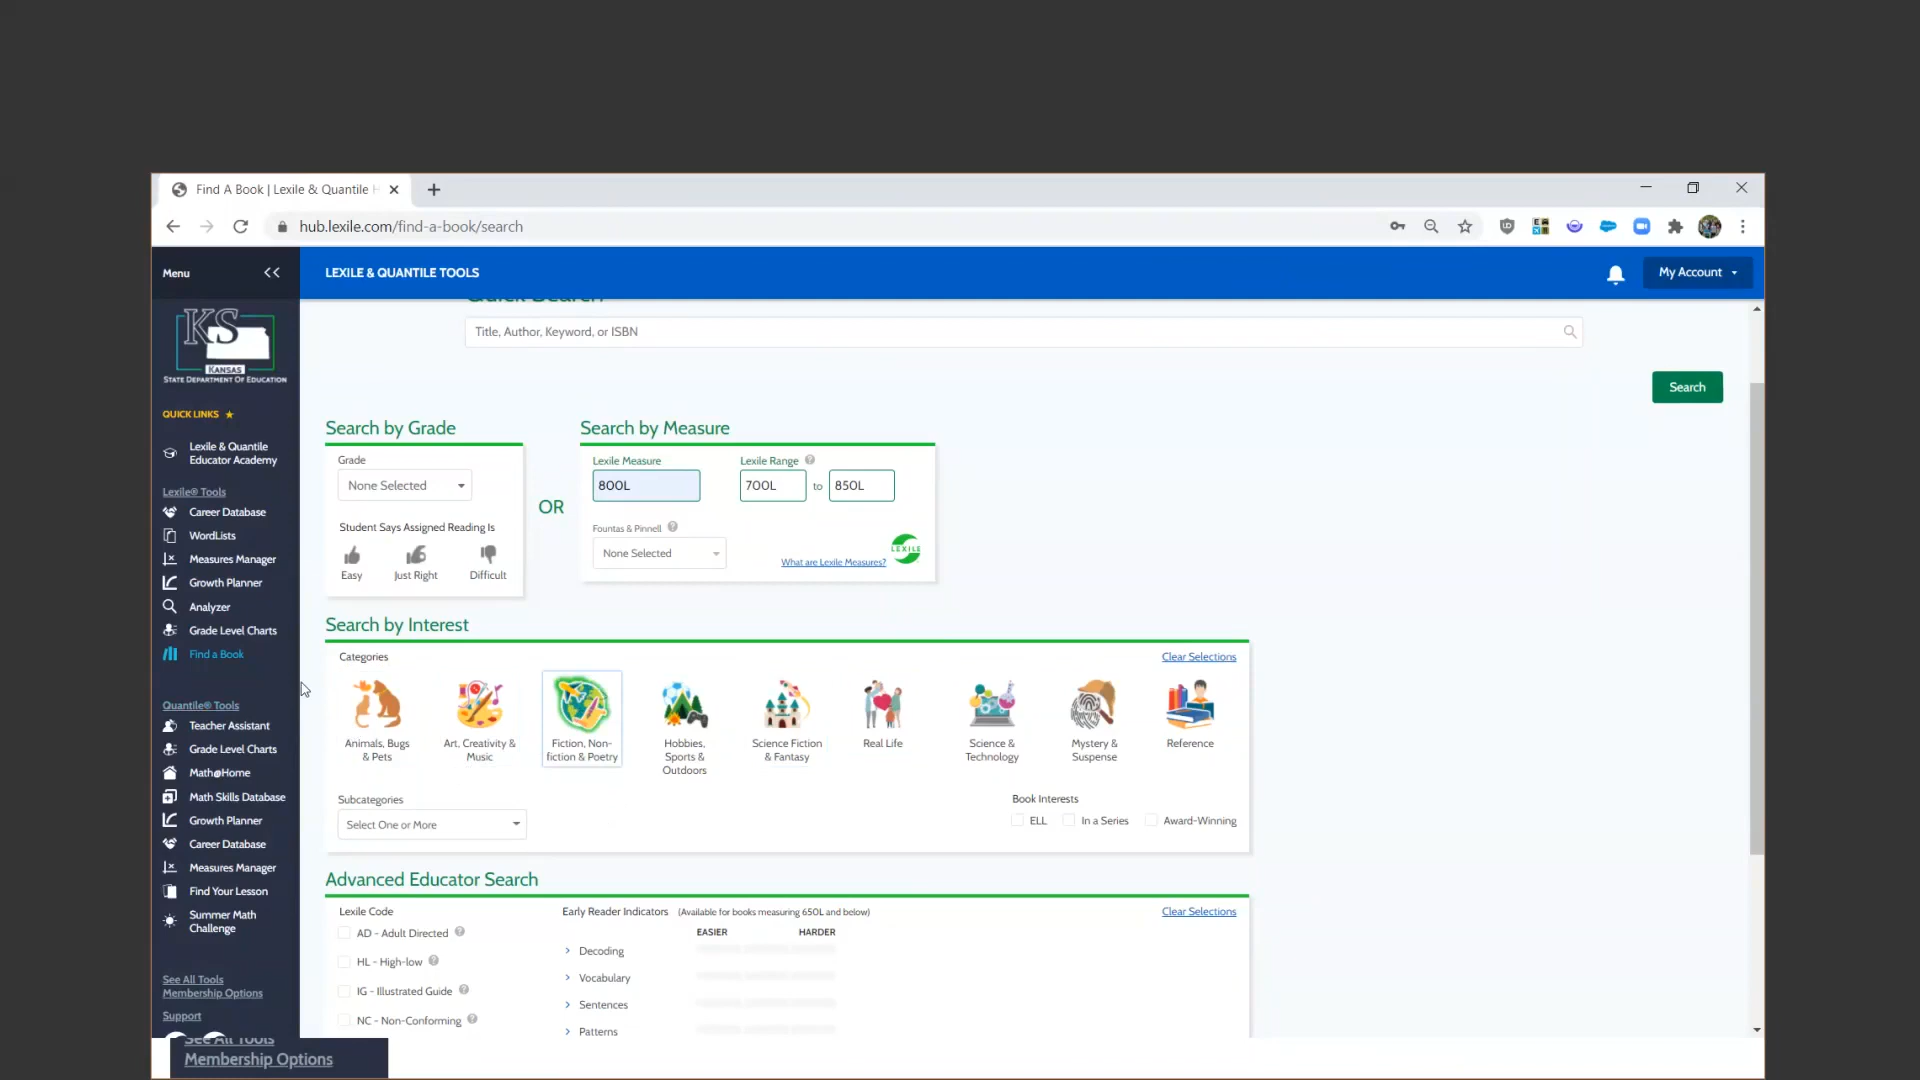 Find A Book | Lexile & Quantile H
hub.lexile.com/find-a-book/search
Menu
LEXILE & QUANTILE TOOLS
My Account
KS
KANSAS
STATE DEPARTMENT OF EDUCATION
QUICK LINKS
Lexile & Quantile
Educator Academy
Lexile® Tools
Career Database
WordLists
Measures Manager
Growth Planner
Analyzer
Grade Level Charts
Find a Book
Quantile® Tools
Teacher Assistant
Grade Level Charts
Math@Home
Math Skills Database
Growth Planner
Career Database
Measures Manager
Find Your Lesson
Summer Math
Challenge
See All Tools
Membership Options
Support
See All Tools
Membership Options
Quick Search
Title, Author, Keyword, or ISBN
Search
Search by Grade
Grade
None Selected
Student Says Assigned Reading Is
Easy
Just Right
Difficult
OR
Search by Measure
Lexile Measure
800L
Lexile Range
700L to 850L
Fountas & Pinnell
None Selected
What are Lexile Measures?
LEXILE
Search by Interest
Categories
Clear Selections
Animals, Bugs
& Pets
Art, Creativity &
Music
Fiction, Non-
fiction & Poetry
Hobbies,
Sports &
Outdoors
Science Fiction
& Fantasy
Real Life
Science &
Technology
Mystery &
Suspense
Reference
Subcategories
Select One or More
Book Interests
ELL
In a Series
Award-Winning
Advanced Educator Search
Lexile Code
AD - Adult Directed
HL - High-low
IG - Illustrated Guide
NC - Non-Conforming
Early Reader Indicators (Available for books measuring 650L and below)
Clear Selections
EASIER HARDER
Decoding
Vocabulary
Sentences
Patterns